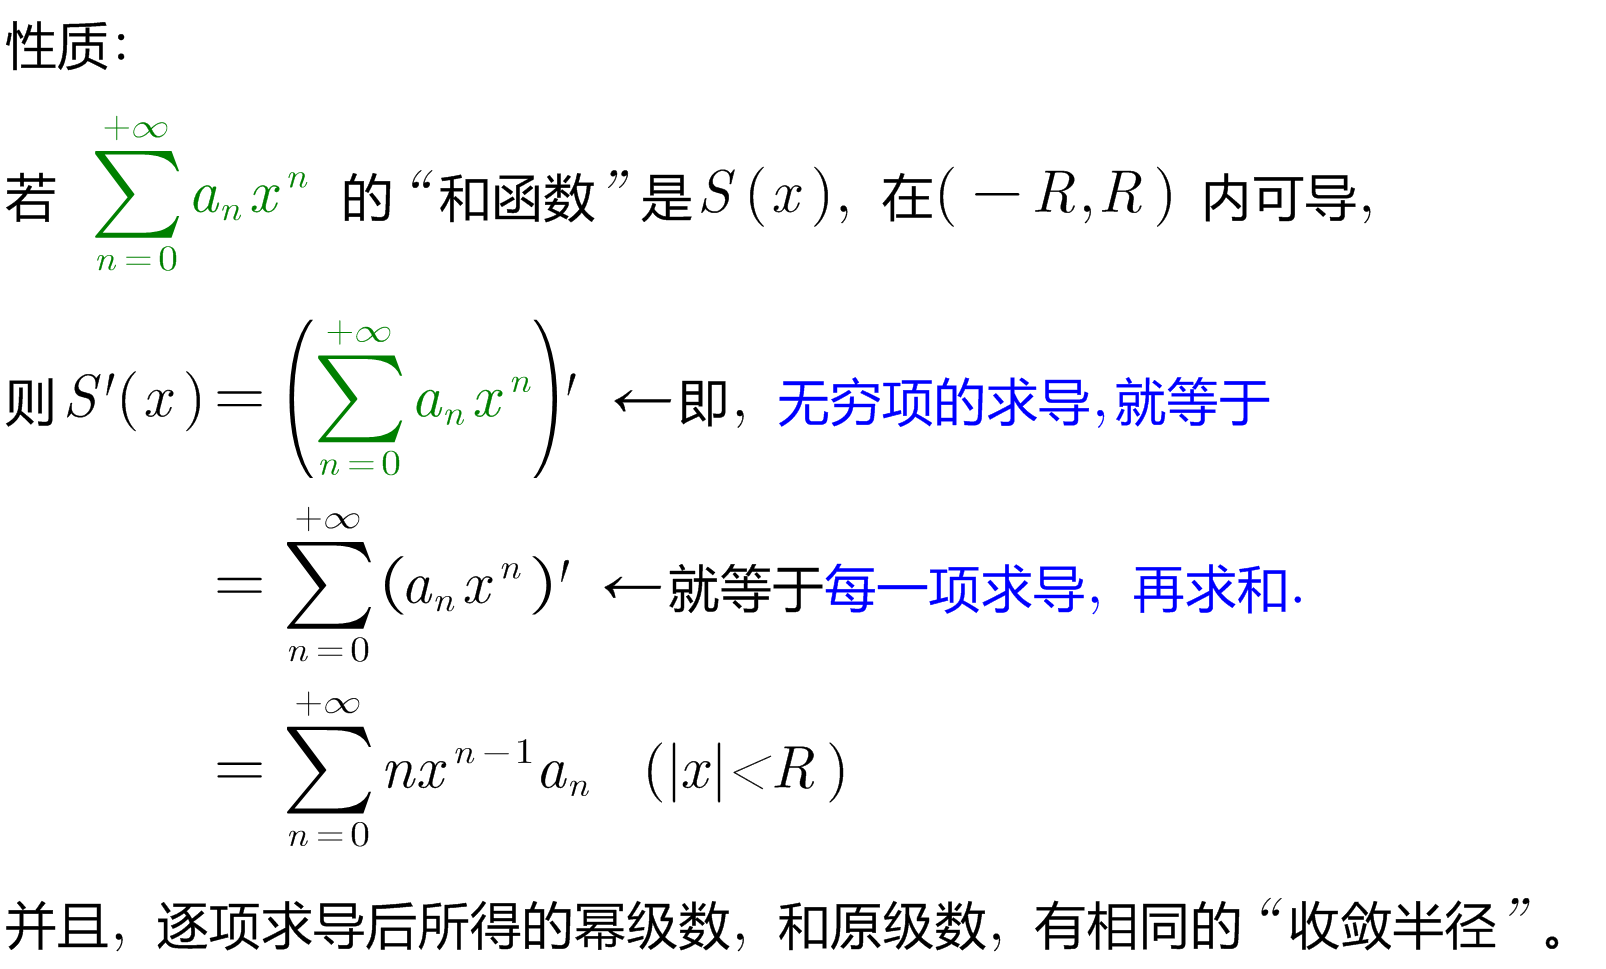 性质：
若 $\sum_{n=0}^{+\infty} a_n x^n$ 的 “和函数” 是 $S(x)$, 在 $(-R,R)$ 内可导,
则 $S'(x) = \left(\sum_{n=0}^{+\infty} a_n x^n\right)'$ ←即, 无穷项的求导,就等于
$= \sum_{n=0}^{+\infty} (a_n x^n)'$ ←就等于每一项求导, 再求和.
$= \sum_{n=0}^{+\infty} n x^{n-1} a_n \quad (|x|<R)$
并且, 逐项求导后所得的幂级数, 和原级数, 有相同的 “收敛半径”。